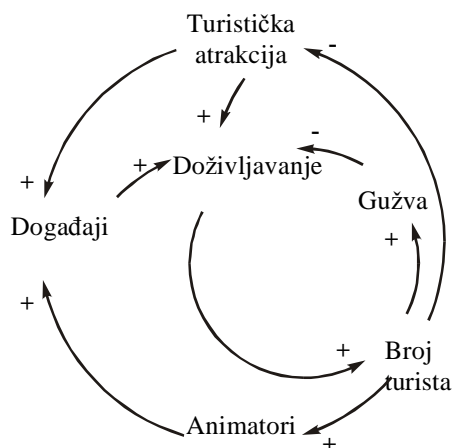 Turistička
atrakcija
-
+
-
+
+
Doživljavanje
Gužva
+
Događaji
+
+
Broj
turista
Animatori
+